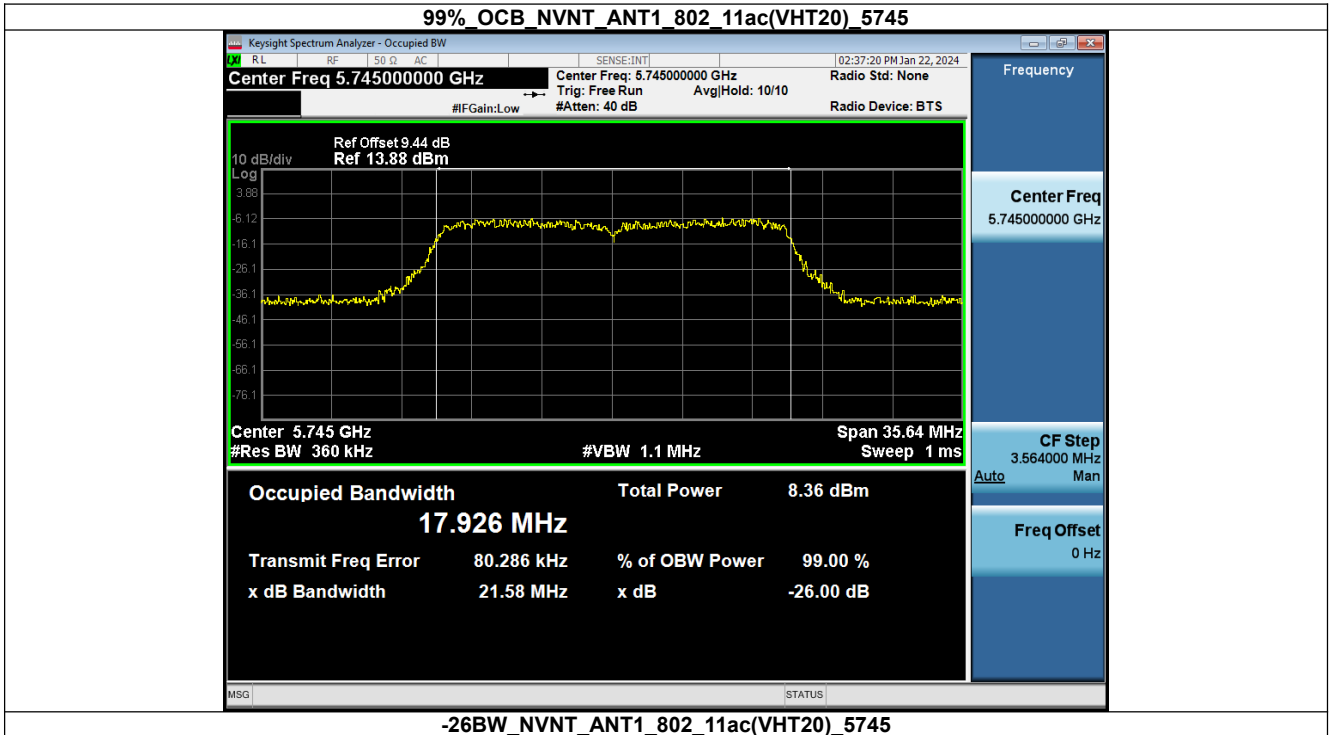 99%_OCB_NVNT_ANT1_802_11ac(VHT20)_5745
Keysight Spectrum Analyzer - Occupied BW
LXI RL RF 50 Ω AC SENSE:INT 02:37:20 PM Jan 22, 2024
Center Freq 5.745000000 GHz
Center Freq: 5.745000000 GHz Radio Std: None
Trig: Free Run Avg|Hold: 10/10
#IFGain:Low #Atten: 40 dB Radio Device: BTS
Ref Offset 9.44 dB
10 dB/div Ref 13.88 dBm
Log
3.88
-6.12
-16.1
-26.1
-36.1
-46.1
-56.1
-66.1
-76.1
Center 5.745 GHz Span 35.64 MHz
#Res BW 360 kHz #VBW 1.1 MHz Sweep 1 ms
Occupied Bandwidth Total Power 8.36 dBm
17.926 MHz
Transmit Freq Error 80.286 kHz % of OBW Power 99.00 %
x dB Bandwidth 21.58 MHz x dB -26.00 dB
MSG STATUS
Frequency
Center Freq
5.745000000 GHz
CF Step
3.564000 MHz
Auto Man
Freq Offset
0 Hz
-26BW_NVNT_ANT1_802_11ac(VHT20)_5745